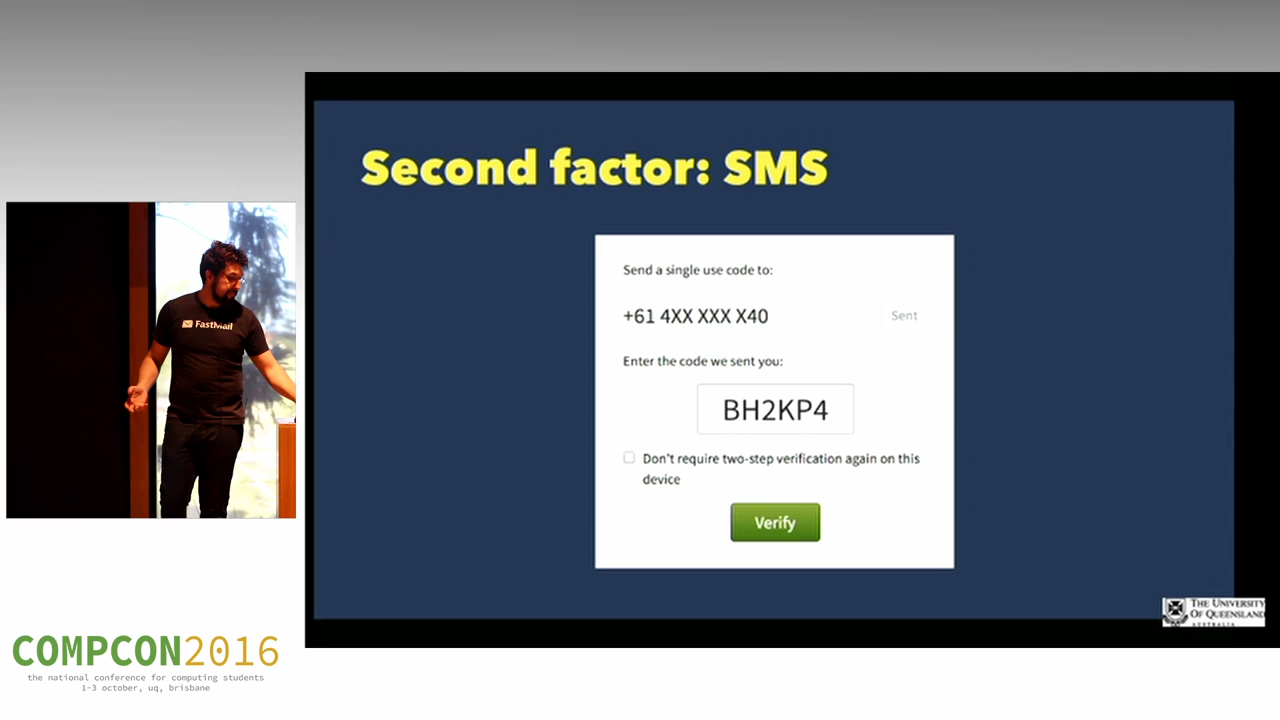 Second factor: SMS
Send a single use code to:
+61 4XX XXX X40
Sent
Enter the code we sent you:
BH2KP4
Don't require two-step verification again on this
device
Verify
FastMail
THE UNIVERSITY
OF QUEENSLAND
AUSTRALIA
COMPCON2016
the national conference for computing students
1-3 october, uq, brisbane